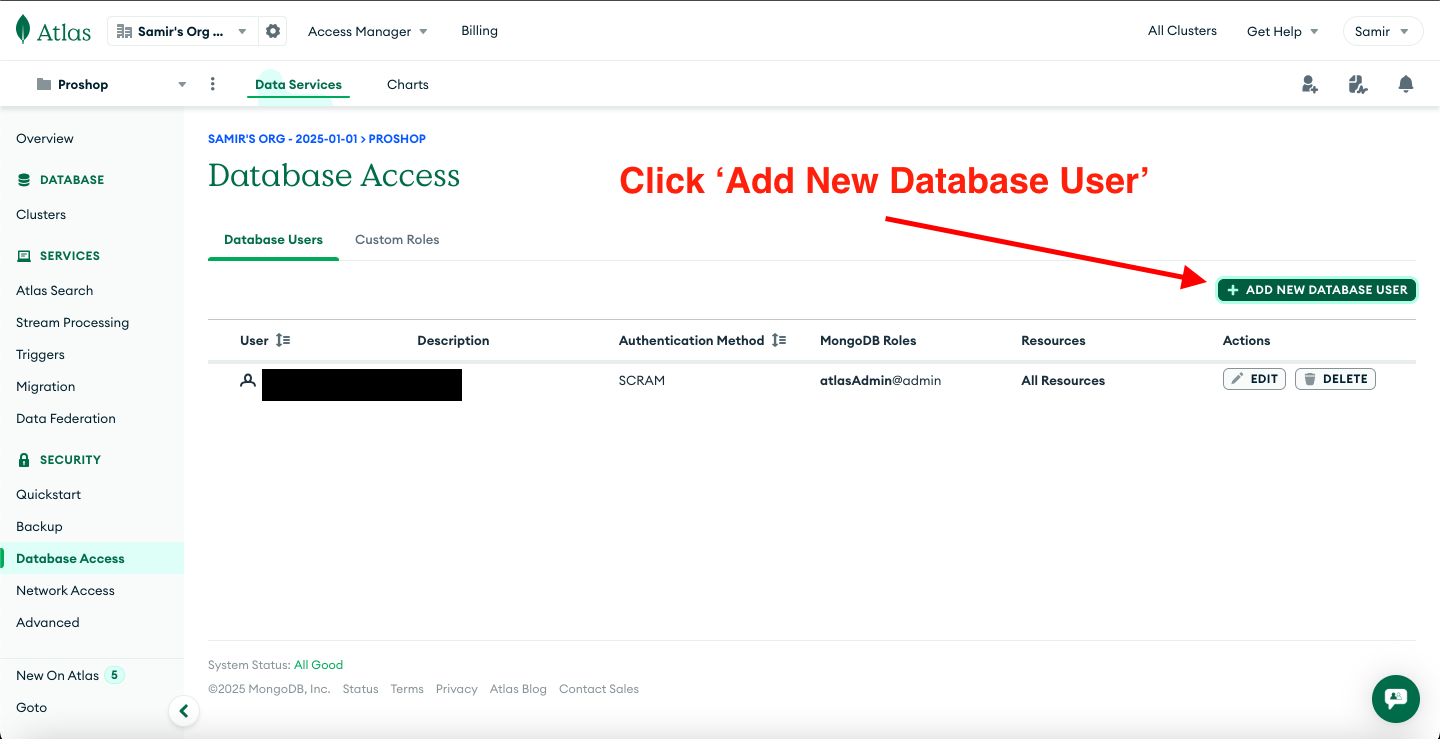 Atlas
Samir's Org ...
Access Manager
Billing
All Clusters
Get Help
Samir
Proshop
Data Services
Charts
Overview
DATABASE
Clusters
SERVICES
Atlas Search
Stream Processing
Triggers
Migration
Data Federation
SECURITY
Quickstart
Backup
Database Access
Network Access
Advanced
New On Atlas 5
Goto
SAMIR'S ORG - 2025-01-01 > PROSHOP
Database Access
Click ‘Add New Database User’
Database Users Custom Roles
+ ADD NEW DATABASE USER
User Description Authentication Method MongoDB Roles Resources Actions
SCRAM atlasAdmin@admin All Resources EDIT DELETE
System Status: All Good
©2025 MongoDB, Inc. Status Terms Privacy Atlas Blog Contact Sales